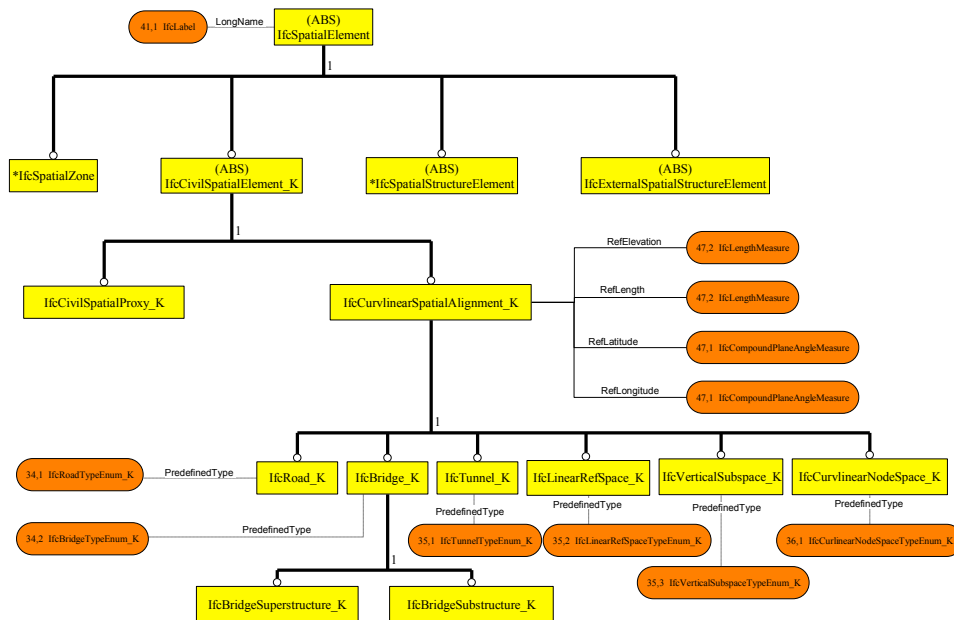 41,1 IfcLabel
LongName
(ABS)
IfcSpatialElement
1
*IfcSpatialZone
(ABS)
IfcCivilSpatialElement_K
(ABS)
*IfcSpatialStructureElement
(ABS)
IfcExternalSpatialStructureElement
1
IfcCivilSpatialProxy_K
IfcCurvlinearSpatialAlignment_K
RefElevation
47,2 IfcLengthMeasure
RefLength
47,2 IfcLengthMeasure
RefLatitude
47,1 IfcCompoundPlaneAngleMeasure
RefLongitude
47,1 IfcCompoundPlaneAngleMeasure
1
34,1 IfcRoadTypeEnum_K
PredefinedType
IfcRoad_K
IfcBridge_K
IfcTunnel_K
IfcLinearRefSpace_K
IfcVerticalSubspace_K
IfcCurvlinearNodeSpace_K
34,2 IfcBridgeTypeEnum_K
PredefinedType
PredefinedType
35,1 IfcTunnelTypeEnum_K
PredefinedType
35,2 IfcLinearRefSpaceTypeEnum_K
PredefinedType
35,3 IfcVerticalSubspaceTypeEnum_K
PredefinedType
36,1 IfcCurlinearNodeSpaceTypeEnum_K
1
IfcBridgeSuperstructure_K
IfcBridgeSubstructure_K